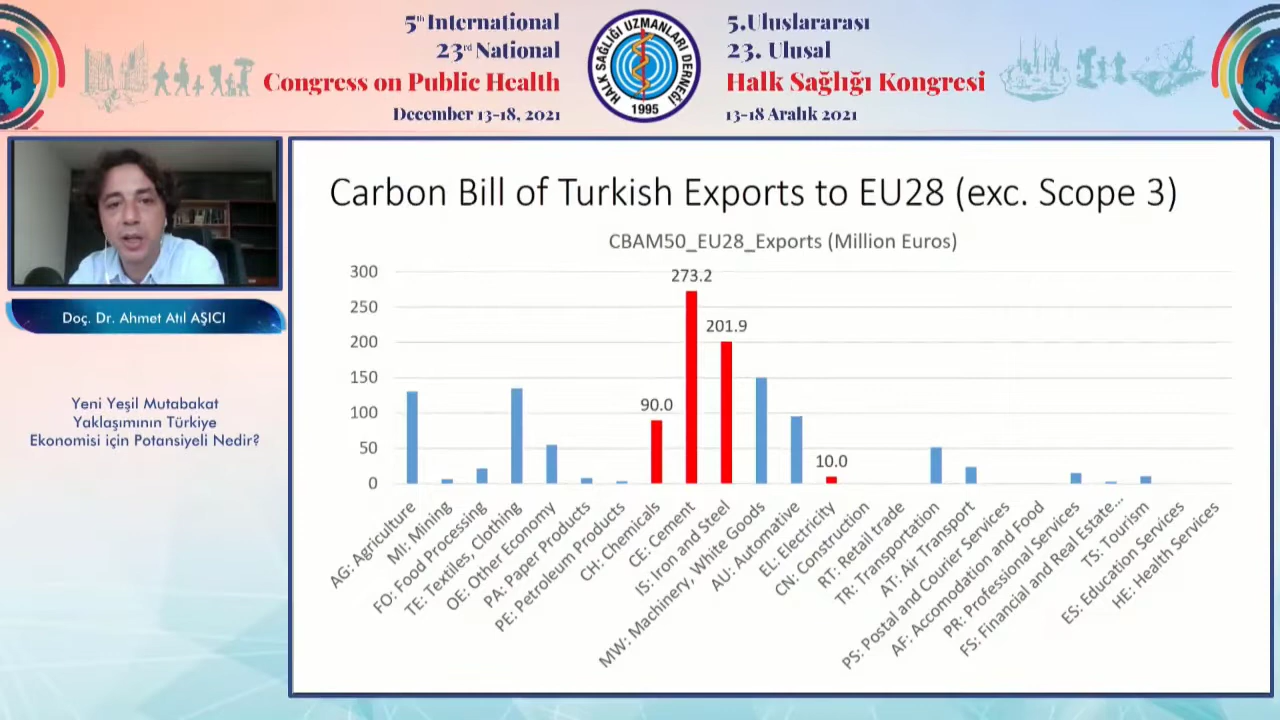 5th International
23rd National
Congress on Public Health
December 13-18, 2021
HALK SAĞLIĞI UZMANLARI DERNEĞİ
1995
5.Uluslararası
23. Ulusal
Halk Sağlığı Kongresi
13-18 Aralık 2021
Doç. Dr. Ahmet Atıl AŞICI
Yeni Yeşil Mutabakat
Yaklaşımının Türkiye
Ekonomisi için Potansiyeli Nedir?
Carbon Bill of Turkish Exports to EU28 (exc. Scope 3)
CBAM50_EU28_Exports (Million Euros)
300
250
200
150
100
50
0
90.0
273.2
201.9
10.0
AG: Agriculture
MI: Mining
FO: Food Processing
TE: Textiles, Clothing
OE: Other Economy
PA: Paper Products
PE: Petroleum Products
CH: Chemicals
CE: Cement
IS: Iron and Steel
MW: Machinery, White Goods
AU: Automotive
EL: Electricity
CN: Construction
RT: Retail trade
TR: Transportation
AT: Air Transport
PS: Postal and Courier Services
AF: Accomodation and Food
PR: Professional Services
FS: Financial and Real Estate...
TS: Tourism
ES: Education Services
HE: Health Services